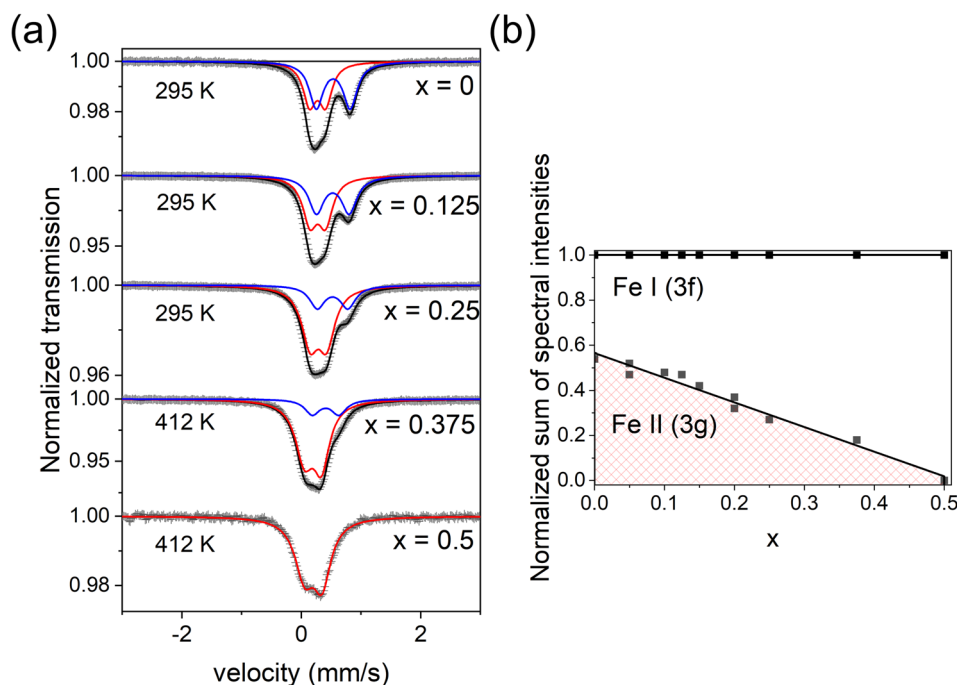 (a)
1.00
0.98
295 K
x = 0
1.00
0.95
295 K
x = 0.125
1.00
0.96
295 K
x = 0.25
1.00
0.95
412 K
x = 0.375
1.00
0.98
412 K
x = 0.5
-2
0
2
velocity (mm/s)
Normalized transmission
(b)
Normalized sum of spectral intensities
1.0
0.8
0.6
0.4
0.2
0.0
Fe I (3f)
Fe II (3g)
0.0
0.1
0.2
0.3
0.4
0.5
x